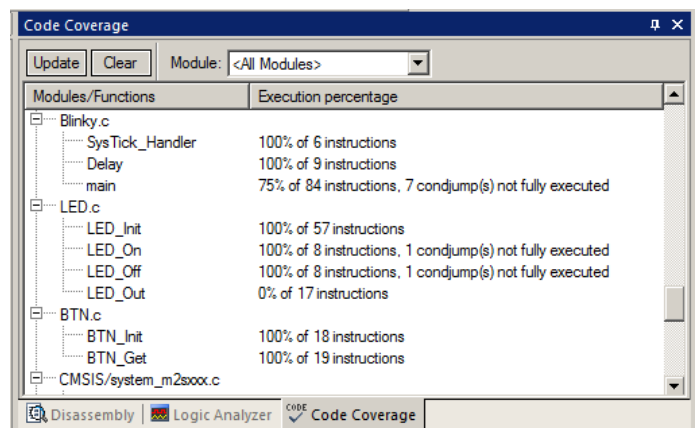 Code Coverage
Update Clear Module: <All Modules>
Modules/Functions Execution percentage
Blinky.c
SysTick_Handler 100% of 6 instructions
Delay 100% of 9 instructions
main 75% of 84 instructions, 7 condjump(s) not fully executed
LED.c
LED_Init 100% of 57 instructions
LED_On 100% of 8 instructions, 1 condjump(s) not fully executed
LED_Off 100% of 8 instructions, 1 condjump(s) not fully executed
LED_Out 0% of 17 instructions
BTN.c
BTN_Init 100% of 18 instructions
BTN_Get 100% of 19 instructions
CMSIS/system_m2sxxx.c
Disassembly Logic Analyzer CODE Code Coverage